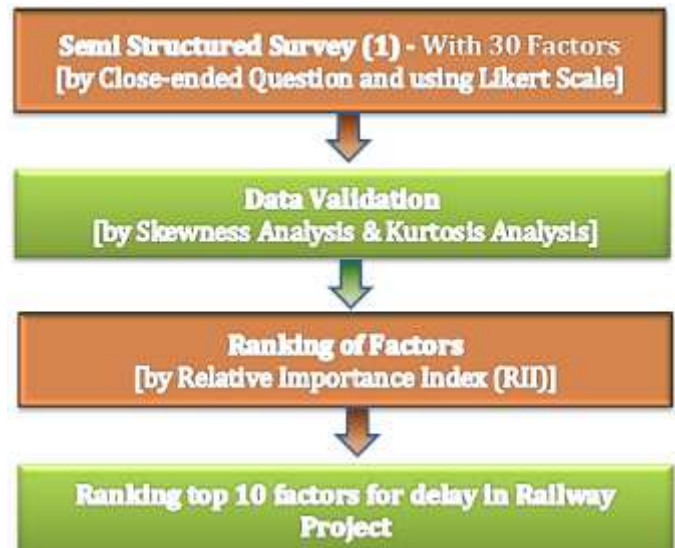 Semi Structured Survey (1) - With 30 Factors
[by Close-ended Question and using Likert Scale]
Data Validation
[by Skewness Analysis & Kurtosis Analysis]
Ranking of Factors
[by Relative Importance Index (RII)]
Ranking top 10 factors for delay in Railway
Project